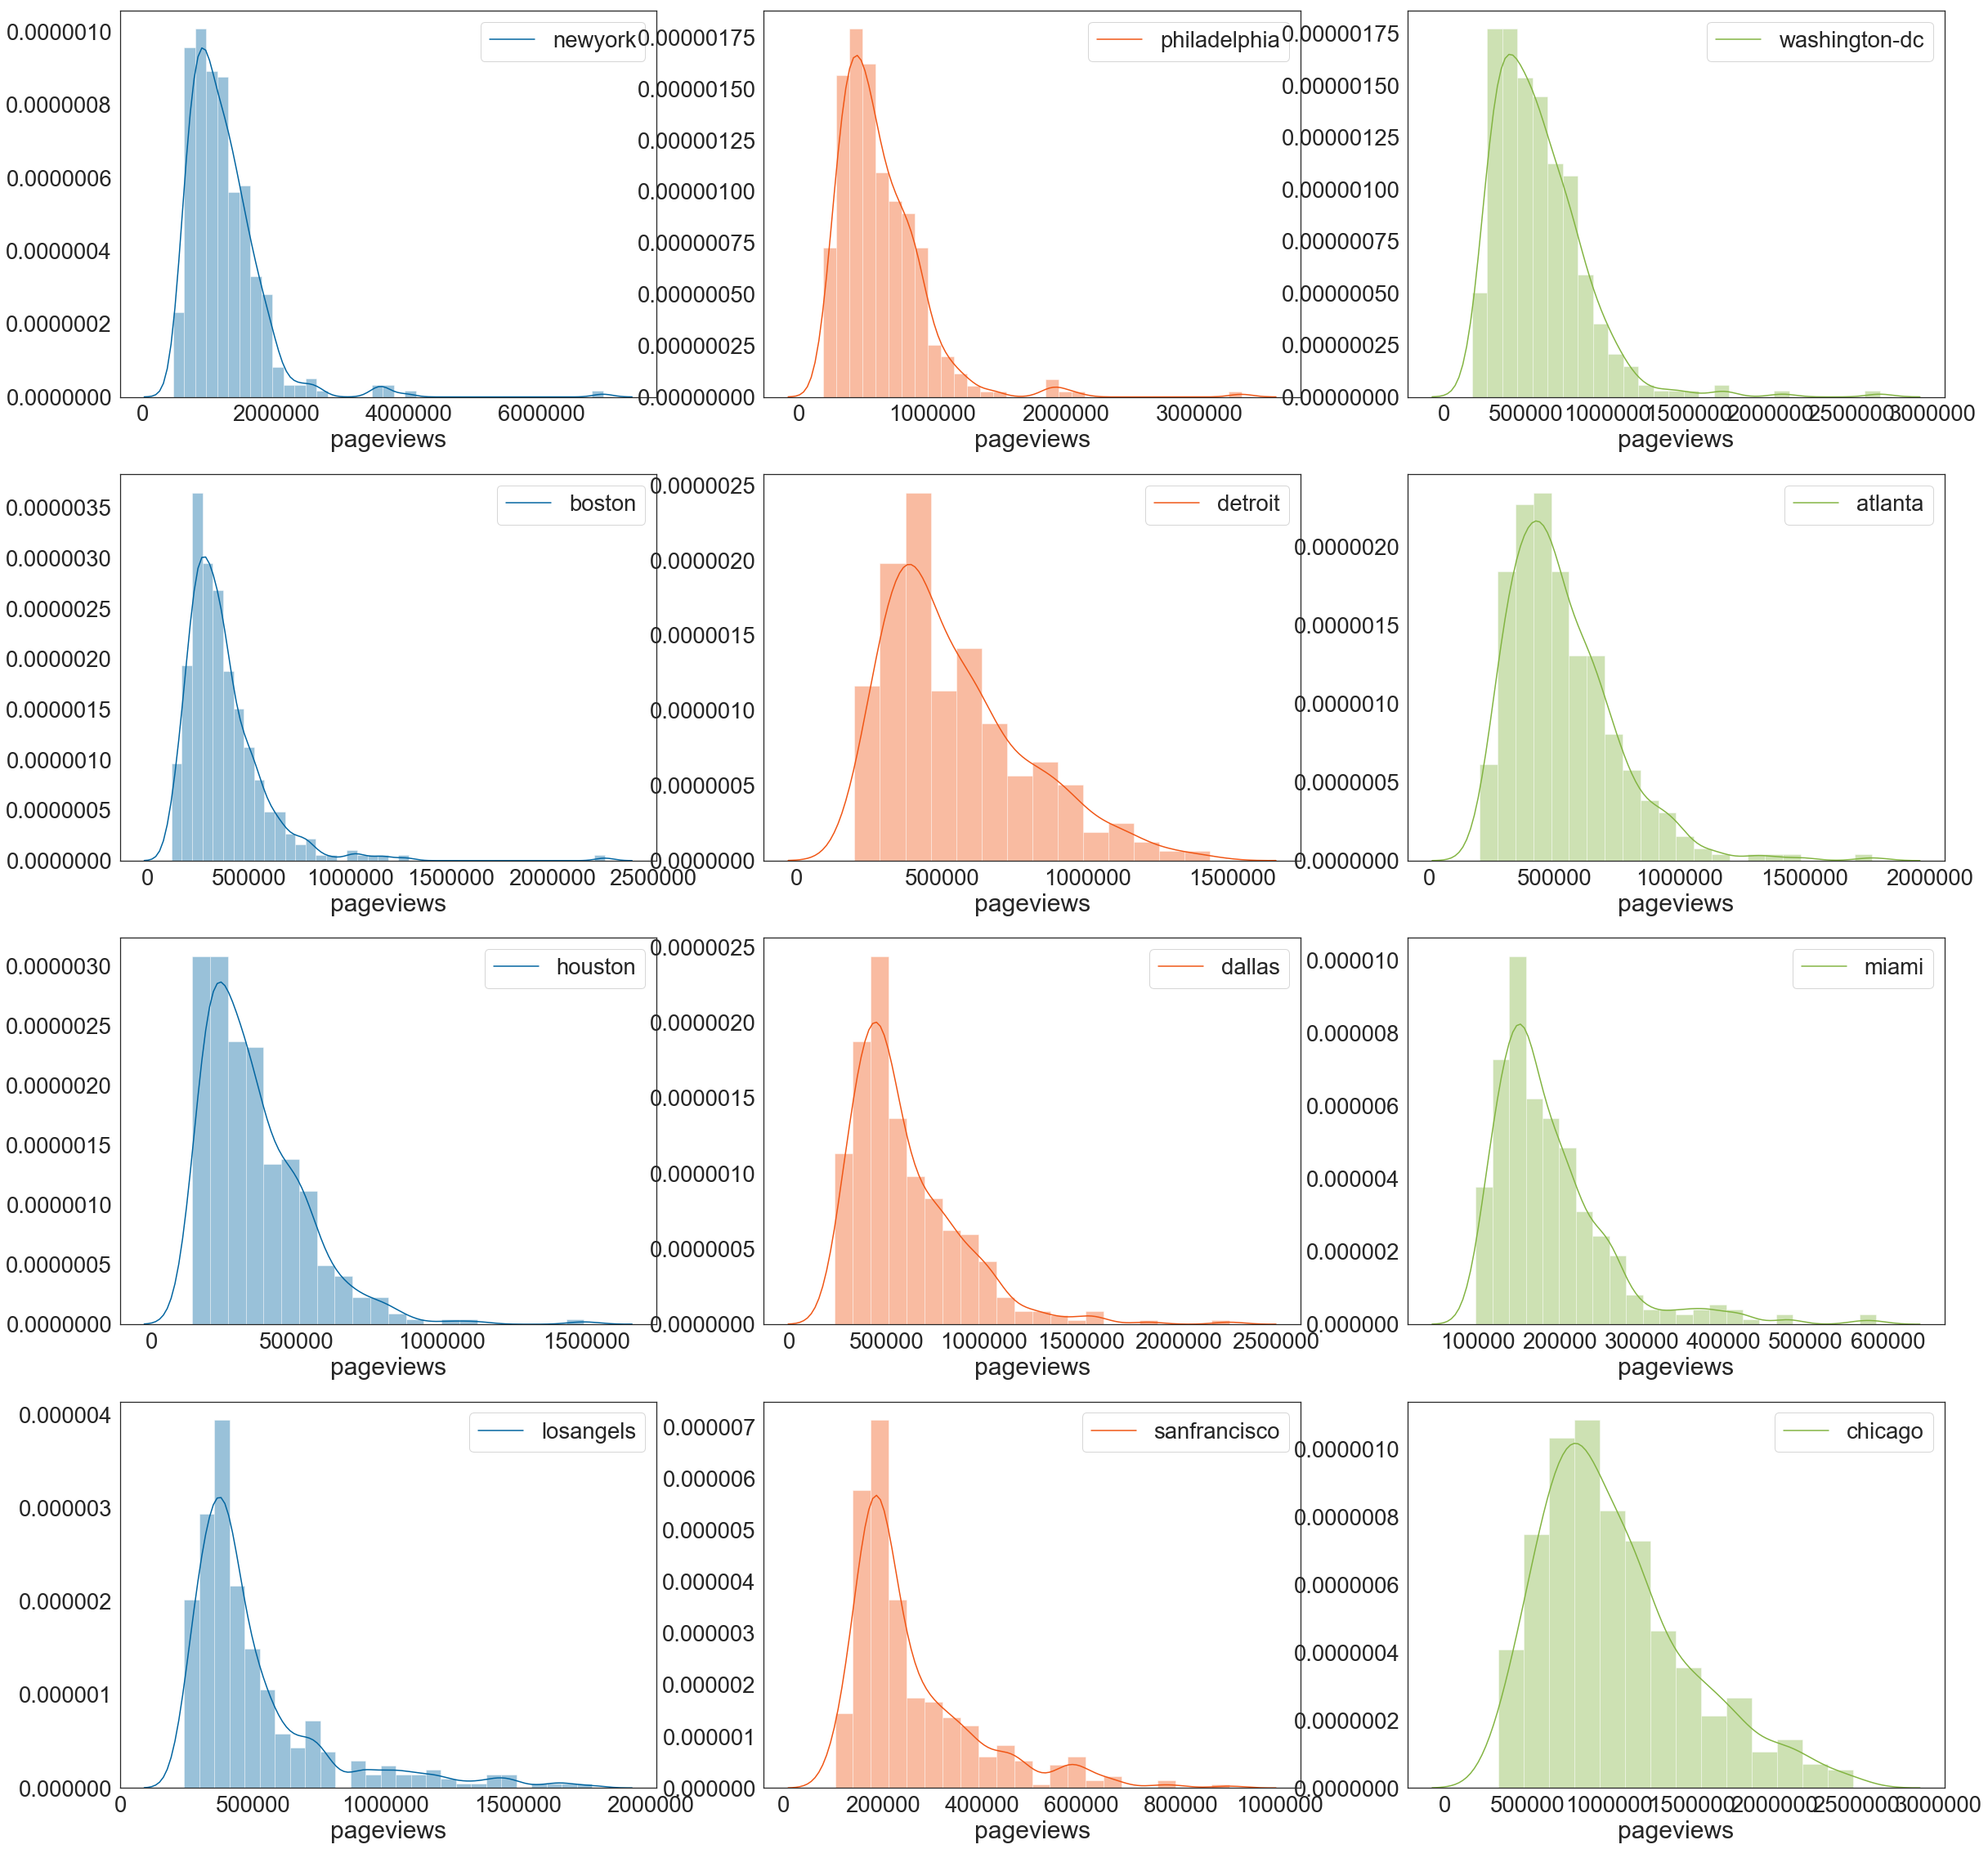 newyork
0.0000010
0.0000008
0.0000006
0.0000004
0.0000002
0.0000000
0 2000000 4000000 6000000
pageviews
philadelphia
0.00000175
0.00000150
0.00000125
0.00000100
0.00000075
0.00000050
0.00000025
0.00000000
0 1000000 2000000 3000000
pageviews
washington-dc
0.00000175
0.00000150
0.00000125
0.00000100
0.00000075
0.00000050
0.00000025
0.00000000
0 500000 1000000 1500000 2000000 2500000 3000000
pageviews
boston
0.0000035
0.0000030
0.0000025
0.0000020
0.0000015
0.0000010
0.0000005
0.0000000
0 500000 1000000 1500000 2000000 2500000
pageviews
detroit
0.0000025
0.0000020
0.0000015
0.0000010
0.0000005
0.0000000
0 500000 1000000 1500000
pageviews
atlanta
0.0000020
0.0000015
0.0000010
0.0000005
0.0000000
0 500000 1000000 1500000 2000000
pageviews
houston
0.0000030
0.0000025
0.0000020
0.0000015
0.0000010
0.0000005
0.0000000
0 500000 1000000 1500000
pageviews
dallas
0.0000025
0.0000020
0.0000015
0.0000010
0.0000005
0.0000000
0 500000 1000000 1500000 2000000 2500000
pageviews
miami
0.000010
0.000008
0.000006
0.000004
0.000002
0.000000
100000 200000 300000 400000 500000 600000
pageviews
losangels
0.000004
0.000003
0.000002
0.000001
0.000000
0 500000 1000000 1500000 2000000
pageviews
sanfrancisco
0.000007
0.000006
0.000005
0.000004
0.000003
0.000002
0.000001
0.000000
0 200000 400000 600000 800000 1000000
pageviews
chicago
0.0000010
0.0000008
0.0000006
0.0000004
0.0000002
0.0000000
0 500000 1000000 1500000 2000000 2500000 3000000
pageviews